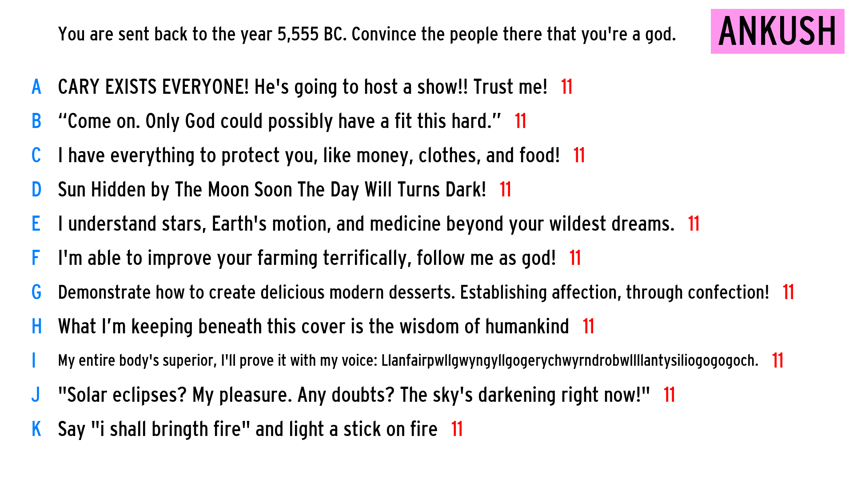 You are sent back to the year 5,555 BC. Convince the people there that you're a god.
ANKUSH
A CARY EXISTS EVERYONE! He's going to host a show!! Trust me! 11
B “Come on. Only God could possibly have a fit this hard.” 11
C I have everything to protect you, like money, clothes, and food! 11
D Sun Hidden by The Moon Soon The Day Will Turns Dark! 11
E I understand stars, Earth's motion, and medicine beyond your wildest dreams. 11
F I'm able to improve your farming terrifically, follow me as god! 11
G Demonstrate how to create delicious modern desserts. Establishing affection, through confection! 11
H What I’m keeping beneath this cover is the wisdom of humankind 11
I My entire body's superior, I'll prove it with my voice: Llanfairpwllgwyngyllgogerychwyrndrobwllllantysiliogogogoch. 11
J "Solar eclipses? My pleasure. Any doubts? The sky's darkening right now!" 11
K Say "i shall bringth fire" and light a stick on fire 11